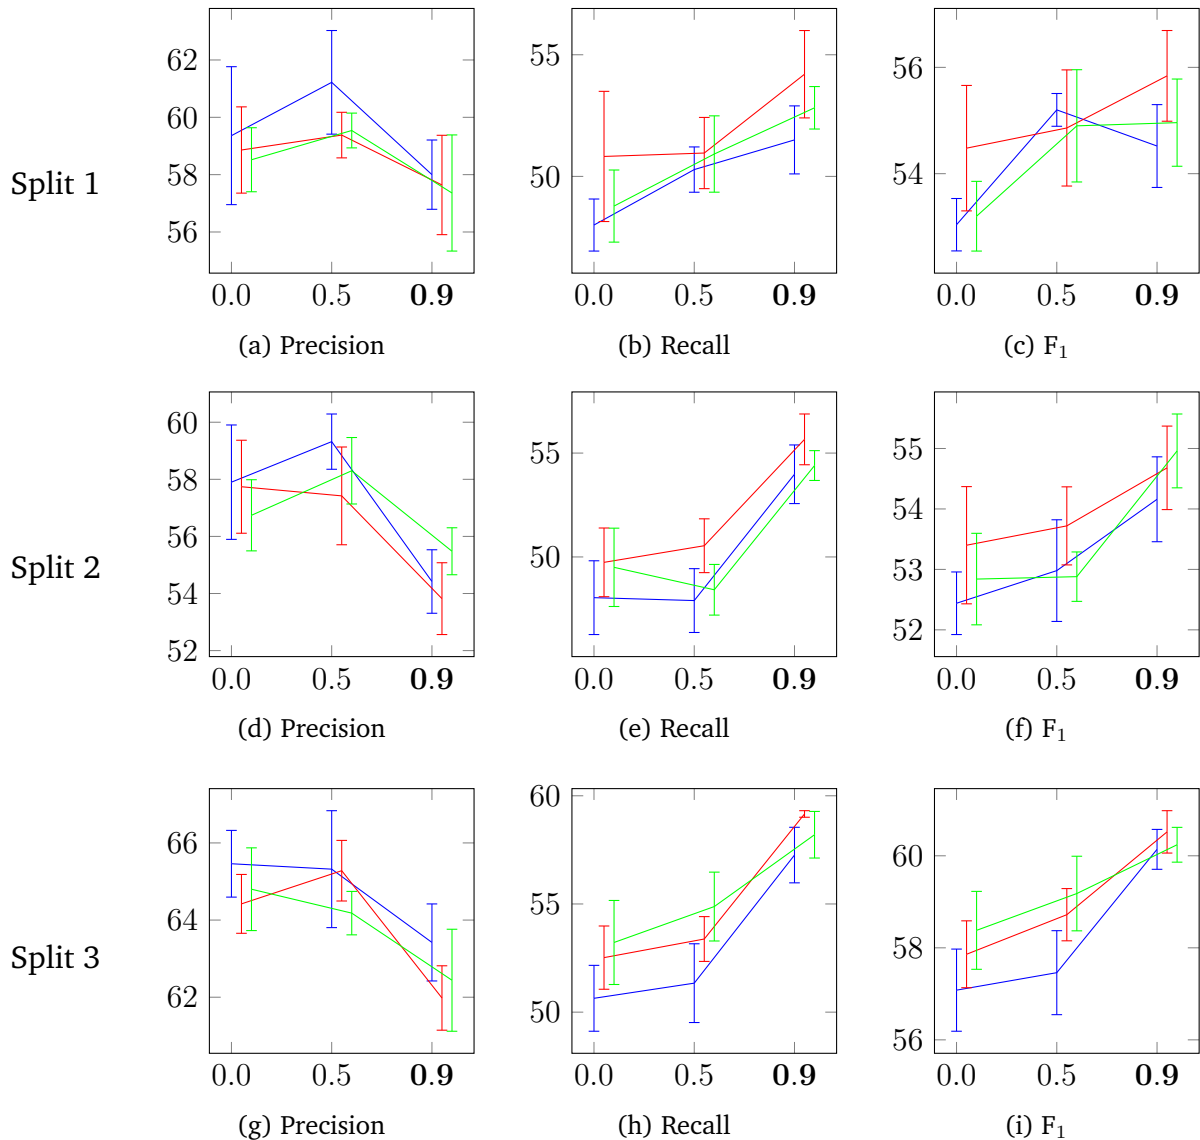 62
60
58
56
0.0 0.5 0.9
(a) Precision
55
50
0.0 0.5 0.9
(b) Recall
56
54
0.0 0.5 0.9
(c) F₁
Split 1
60
58
56
54
52
0.0 0.5 0.9
(d) Precision
55
50
0.0 0.5 0.9
(e) Recall
55
54
53
52
0.0 0.5 0.9
(f) F₁
Split 2
66
64
62
0.0 0.5 0.9
(g) Precision
60
55
50
0.0 0.5 0.9
(h) Recall
60
58
56
0.0 0.5 0.9
(i) F₁
Split 3